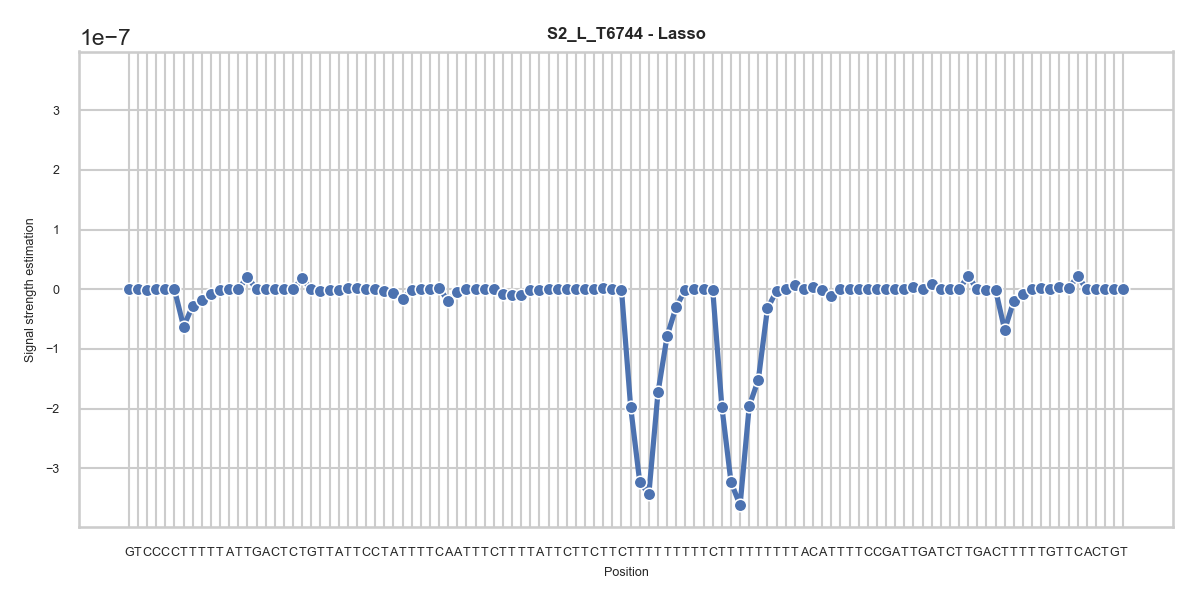 1e−7
S2_L_T6744 - Lasso
3
2
1
0
−1
−2
−3
Signal strength estimation
GTCCCCTTTTTATTGACTCTGTTATTCCTATTTTCAATTTCTTTTATTCTTCTTCTTTTTTTTTCTTTTTTTTTACATTTTCCGATTGATCTTGACTTTTTGTTCACTGT
Position